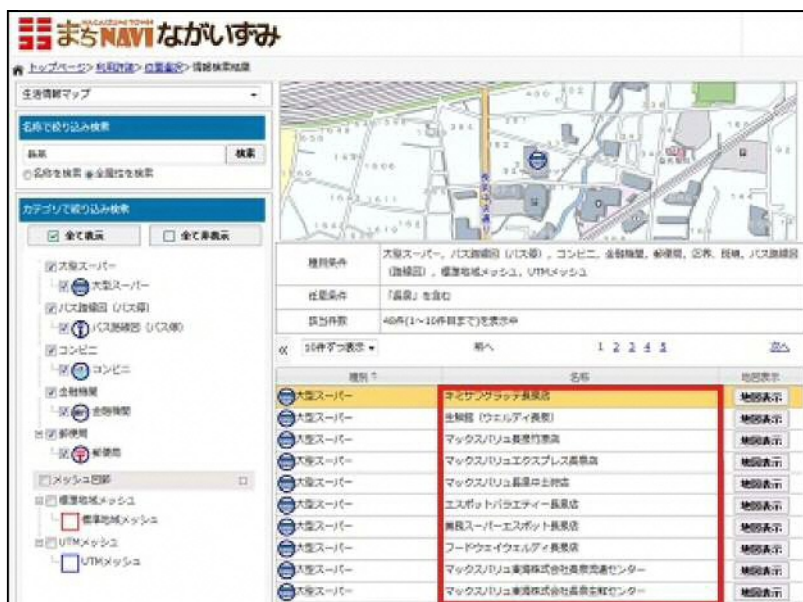 NAGAIZUMI TOWN
まちNAVIながいずみ
トップページ>利用許諾>位置選択>情報検索結果
生活情報マップ
名称で絞り込み検索
長泉
検索
名称を検索 全属性を検索
カテゴリで絞り込み検索
全て表示 全て非表示
大型スーパー
大型スーパー
バス路線図(バス停)
バス路線図(バス停)
コンビニ
コンビニ
金融機関
金融機関
郵便局
郵便局
メッシュ図郭
標準地域メッシュ
標準地域メッシュ
UTMメッシュ
UTMメッシュ
種別条件
大型スーパー, バス路線図(バス停), コンビニ, 金融機関, 郵便局, バス路線図
(路線図), 標準地域メッシュ, UTMメッシュ
任意条件 「長泉」を含む
該当件数 48件(1~10件目まで)を表示中
10件ずつ表示 前へ 1 2 3 4 5 次へ
種別 名称 地図表示
大型スーパー キミサワグラッテ長泉店 地図表示
大型スーパー 生鮮館(ウェルディ長泉) 地図表示
大型スーパー マックスバリュ長泉竹原店 地図表示
大型スーパー マックスバリュエクスプレス長泉店 地図表示
大型スーパー マックスバリュ長泉中土狩店 地図表示
大型スーパー エスポットバラエティー長泉店 地図表示
大型スーパー 業務スーパーエスポット長泉店 地図表示
大型スーパー フードウェイウェルディ長泉店 地図表示
大型スーパー マックスバリュ東海株式会社長泉流通センター 地図表示
大型スーパー マックスバリュ東海株式会社長泉生鮮センター 地図表示